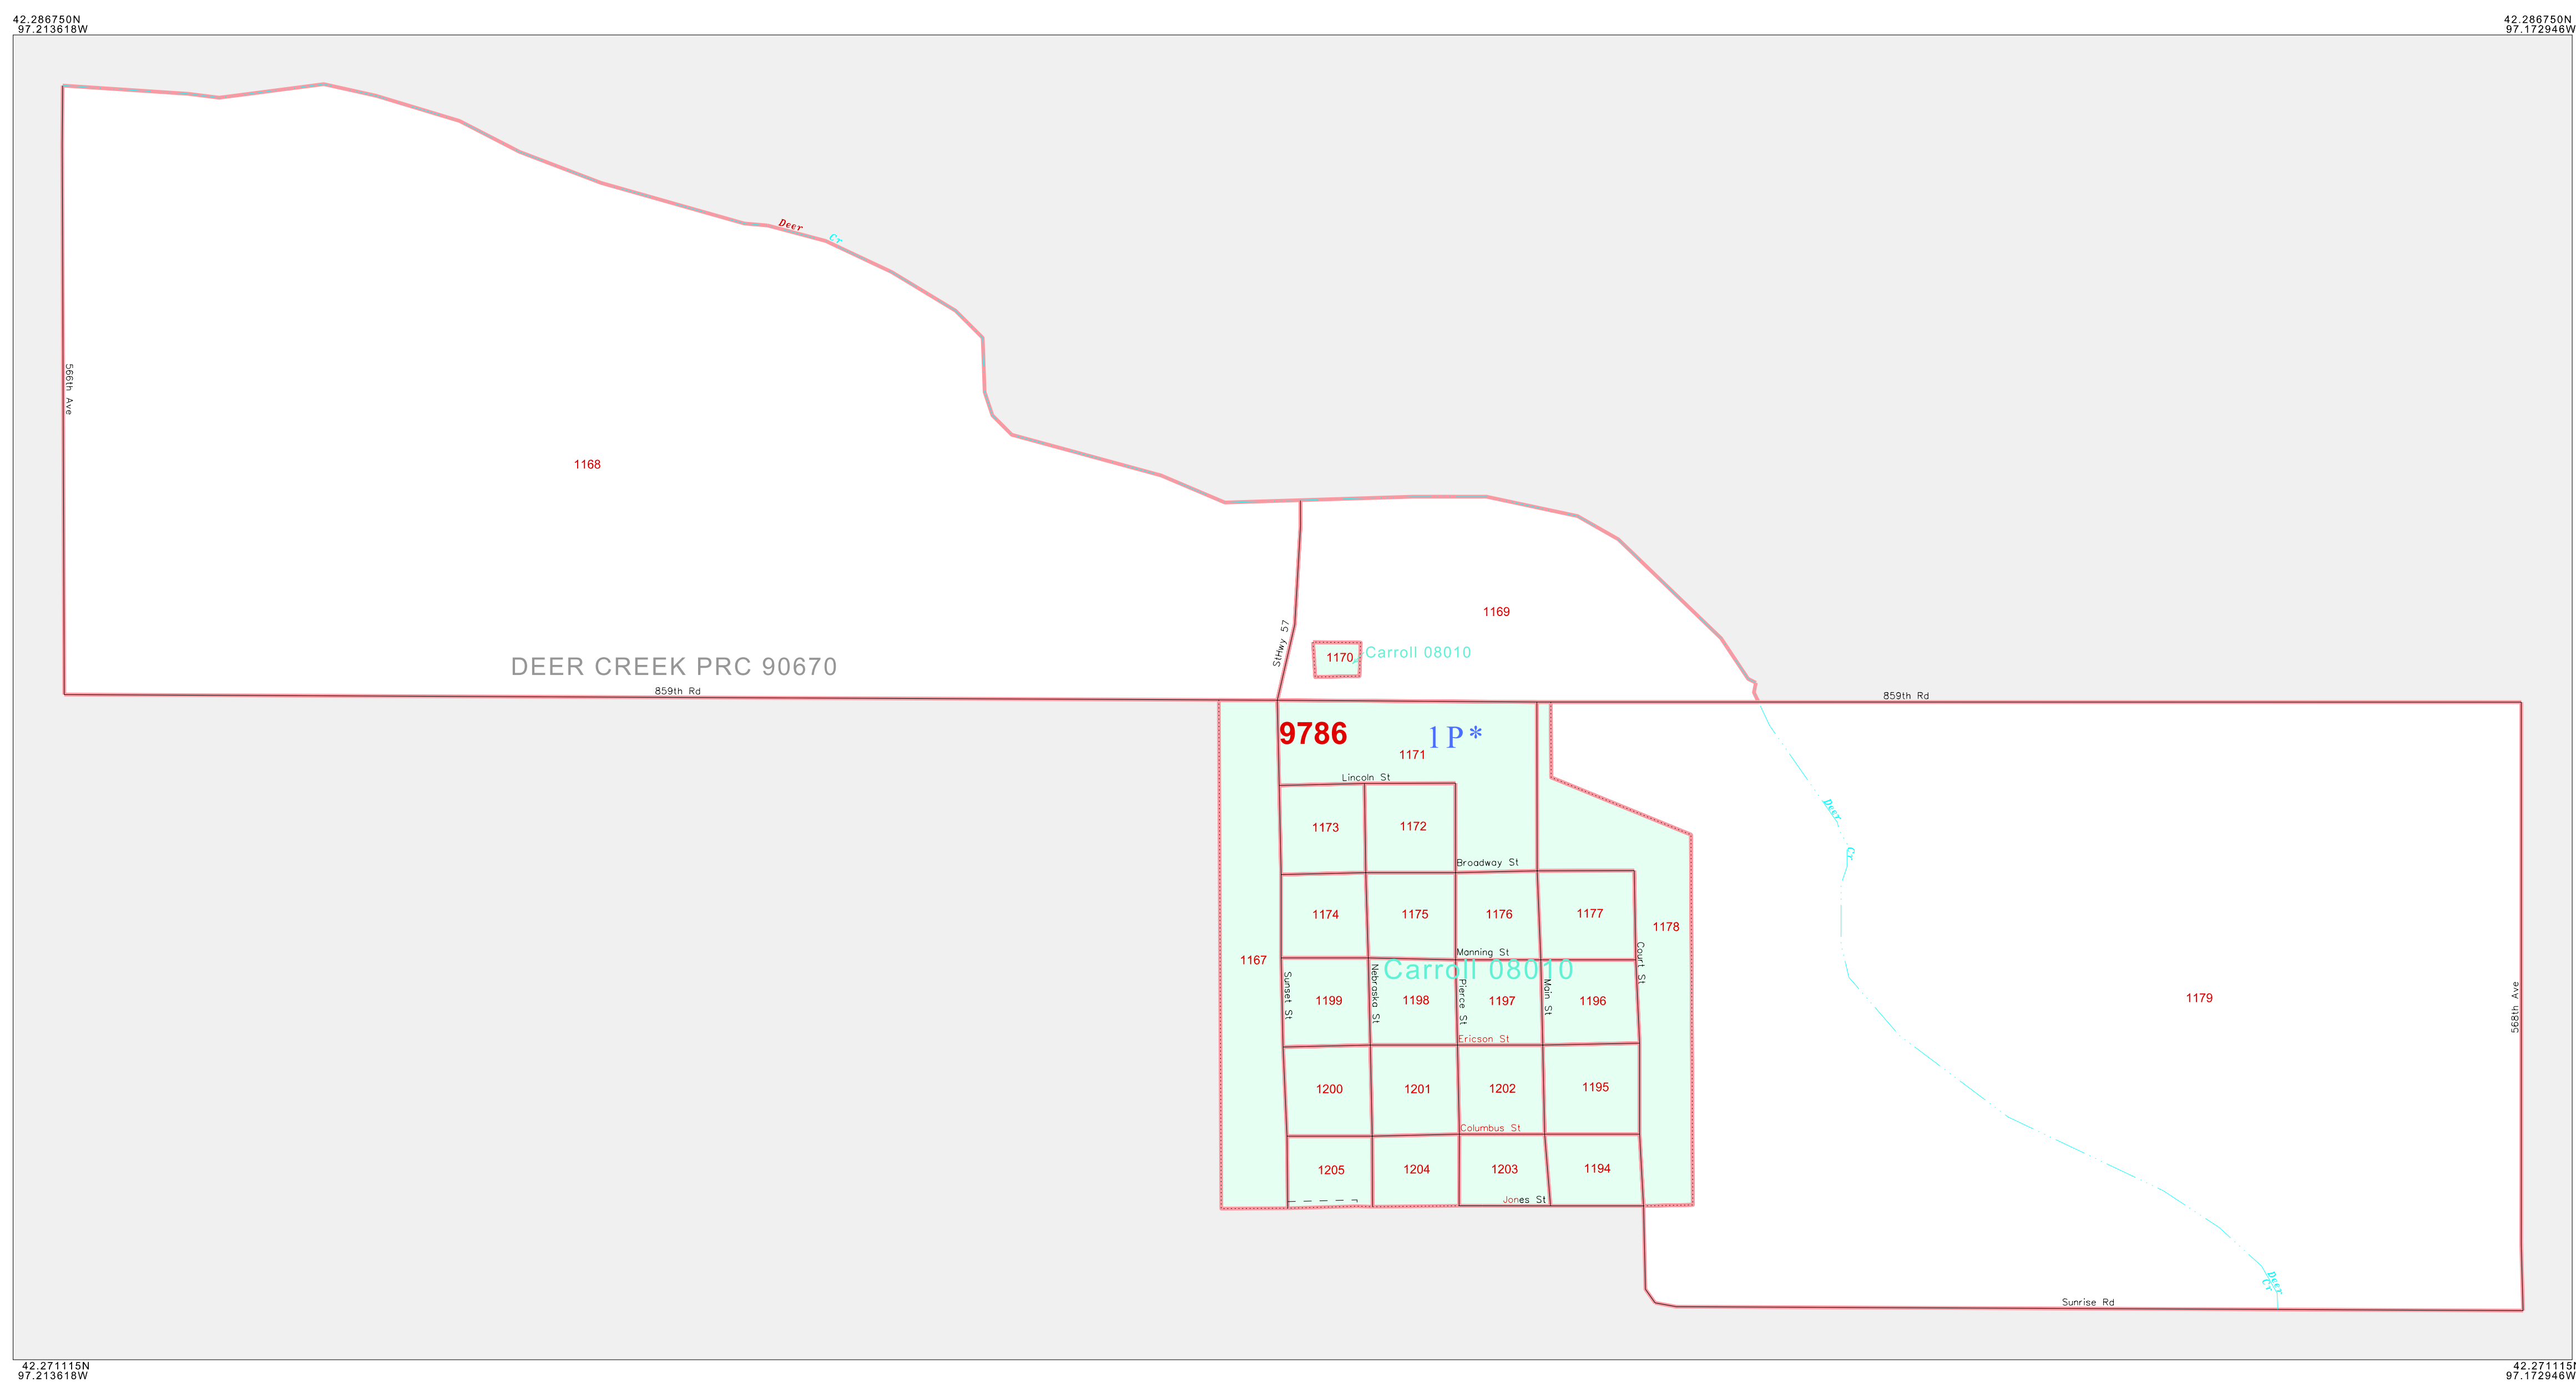 42.286750N
97.213618W
42.286750N
97.172946W
Deer
Cr
566th Ave
1168
1169
StHwy 57
1170
Carroll 08010
DEER CREEK PRC 90670
859th Rd
859th Rd
9786
1P*
1171
Lincoln St
1173
1172
Deer
Cr
Broadway St
1174
1175
1176
1177
1178
Manning St
Court St
1167
Carroll 08010
Sunset St
Nebraska St
Pierce St
Main St
1199
1198
1197
1196
1179
568th Ave
Ericson St
1200
1201
1202
1195
Columbus St
1205
1204
1203
1194
Jones St
Deer
Cr
Sunrise Rd
42.271115N
97.213618W
42.271115N
97.172946W